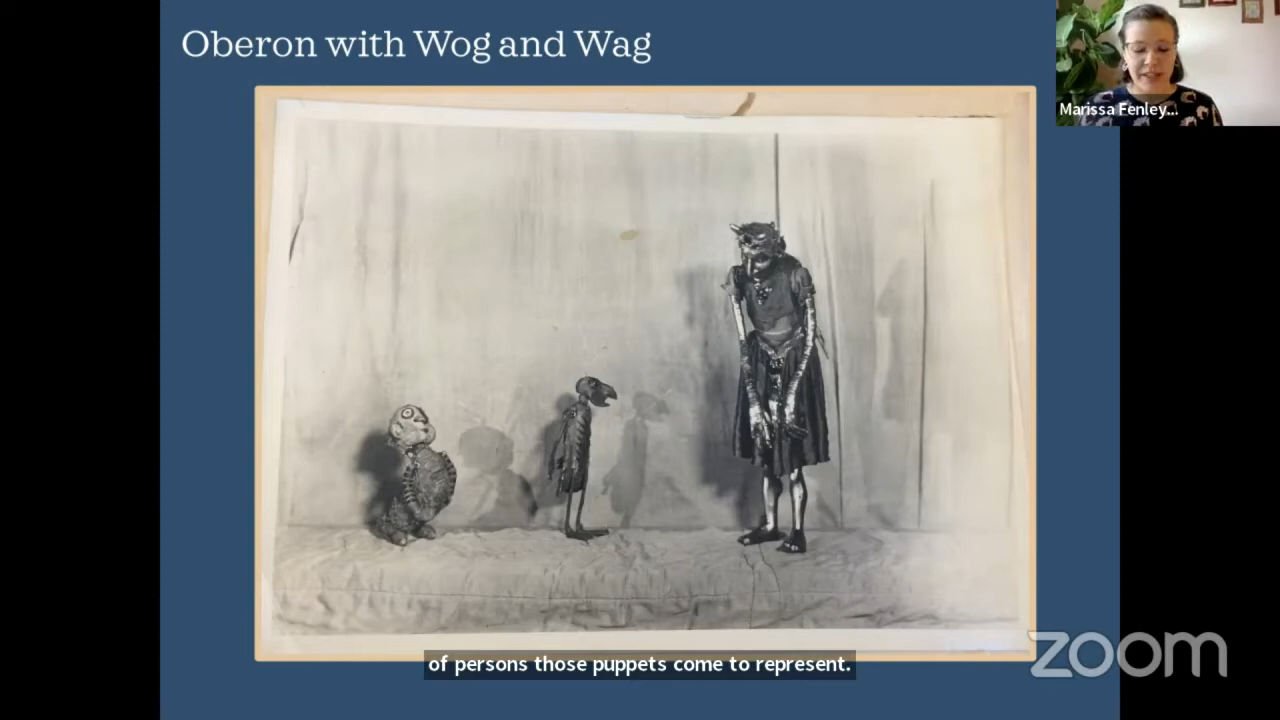 Oberon with Wog and Wag
Marissa Fenley...
of persons those puppets come to represent.
zoom